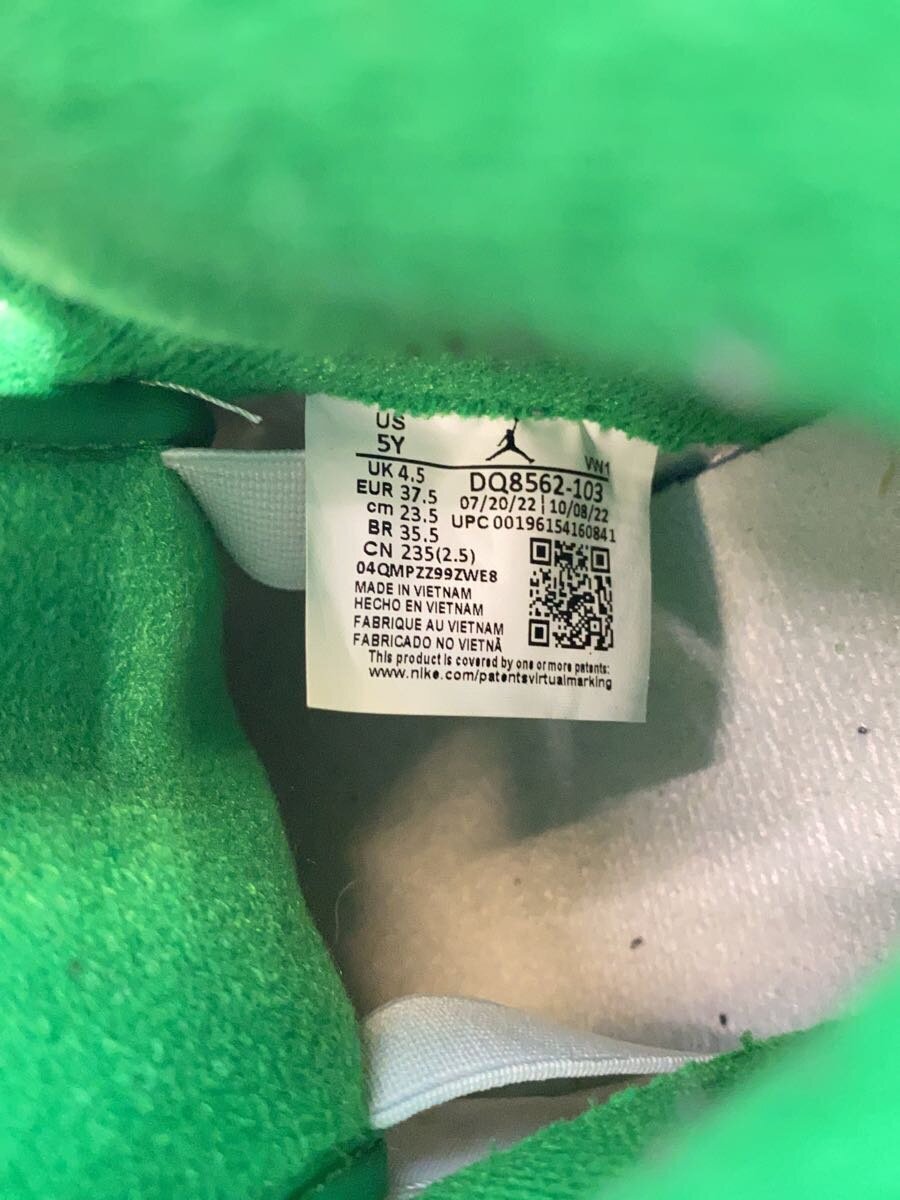 US
5Y
VW1
UK 4.5
DQ8562-103
EUR 37.5
07/20/22 | 10/08/22
cm 23.5
UPC 00196154160841
BR 35.5
CN 235(2.5)
04QMPZZ99ZWE8
MADE IN VIETNAM
HECHO EN VIETNAM
FABRIQUE AU VIETNAM
FABRICADO NO VIETNÃ
This product is covered by one or more patents:
www.nike.com/patentsvirtualmarking